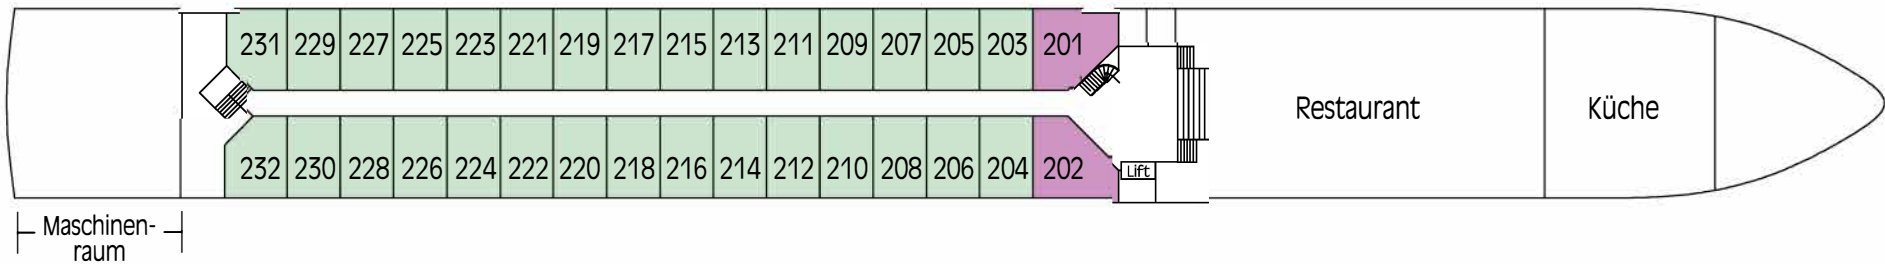 231 229 227 225 223 221 219 217 215 213 211 209 207 205 203 201
Restaurant Küche
232 230 228 226 224 222 220 218 216 214 212 210 208 206 204 202 Lift
Maschinen-
raum